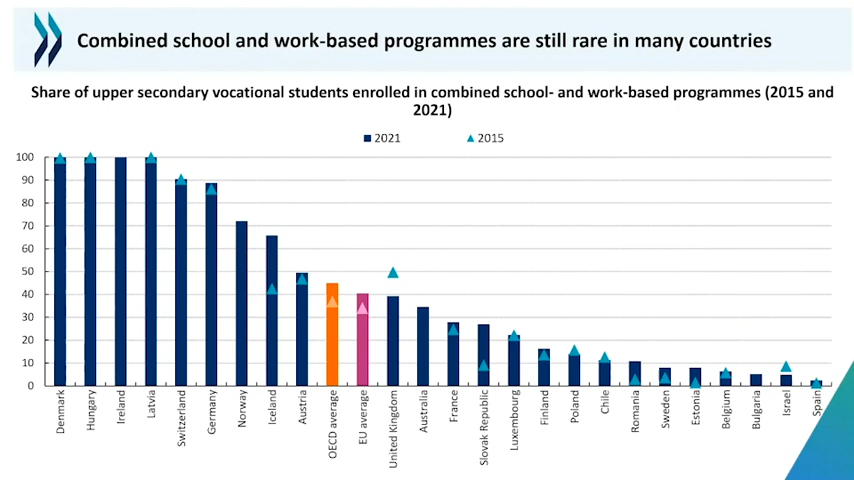 Combined school and work-based programmes are still rare in many countries
Share of upper secondary vocational students enrolled in combined school- and work-based programmes (2015 and
2021)
2021
2015
100
90
80
70
60
50
40
30
20
10
0
Denmark
Hungary
Ireland
Latvia
Switzerland
Germany
Norway
Iceland
Austria
OECD average
EU average
United Kingdom
Australia
France
Slovak Republic
Luxembourg
Finland
Poland
Chile
Romania
Sweden
Estonia
Belgium
Bulgaria
Israel
Spain